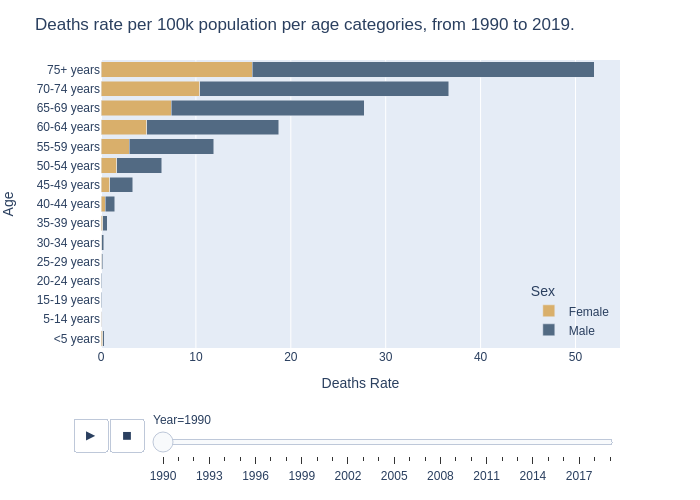 Deaths rate per 100k population per age categories, from 1990 to 2019.
75+ years
70-74 years
65-69 years
60-64 years
55-59 years
50-54 years
45-49 years
40-44 years
35-39 years
30-34 years
25-29 years
20-24 years
15-19 years
5-14 years
<5 years
Age
Sex
Female
Male
0 10 20 30 40 50
Deaths Rate
Year=1990
1990 1993 1996 1999 2002 2005 2008 2011 2014 2017